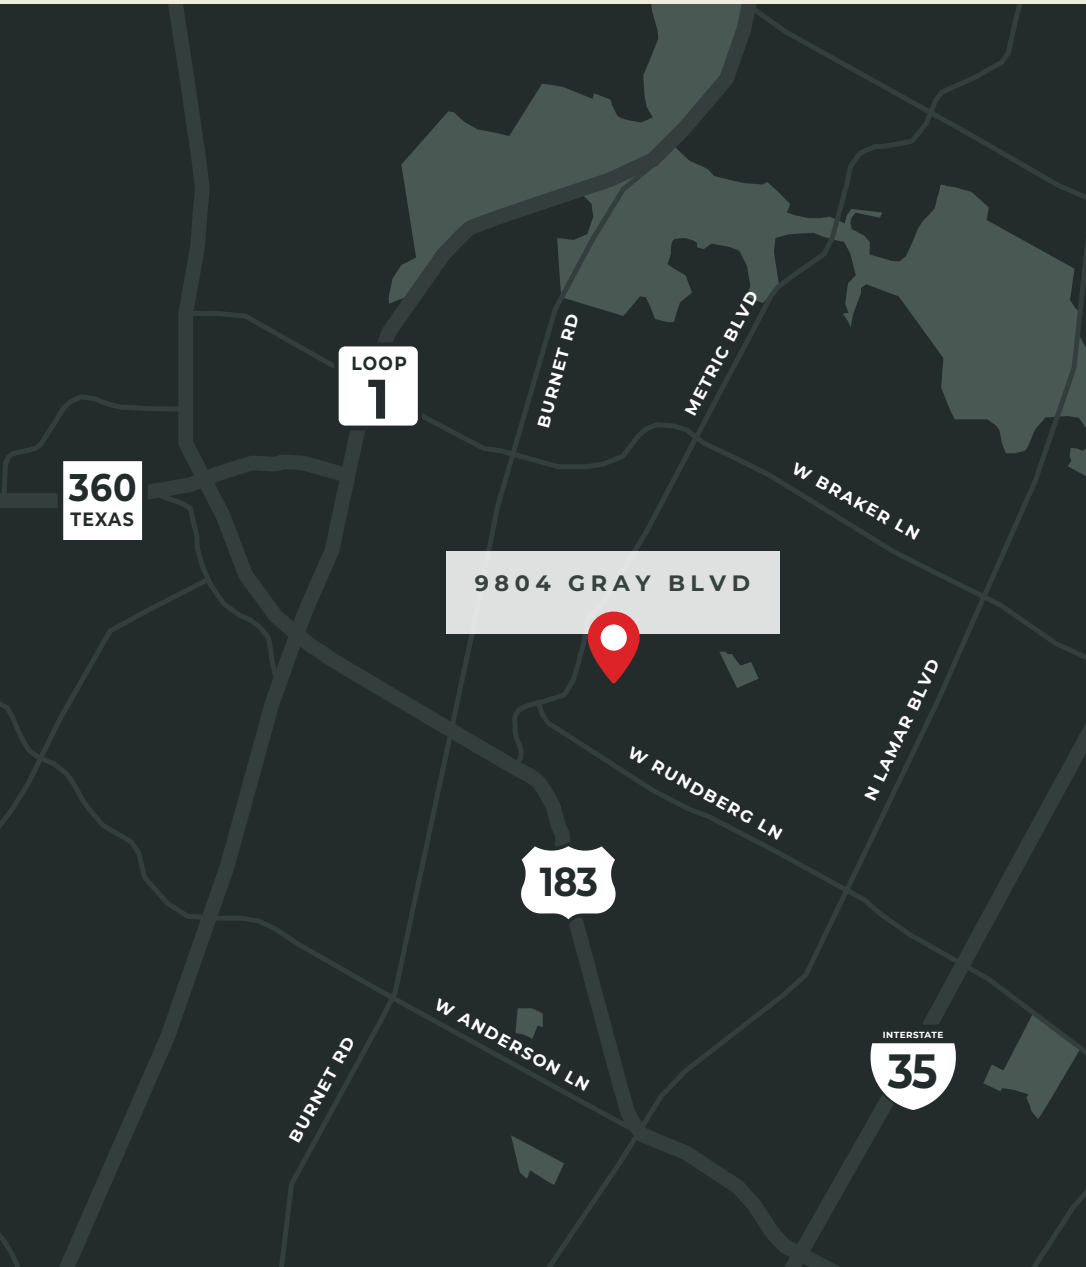 BURNET RD
METRIC BLVD
LOOP
1
W BRAKER LN
360
TEXAS
9804 GRAY BLVD
N LAMAR BLVD
W RUNDBERG LN
183
W ANDERSON LN
BURNET RD
INTERSTATE
35